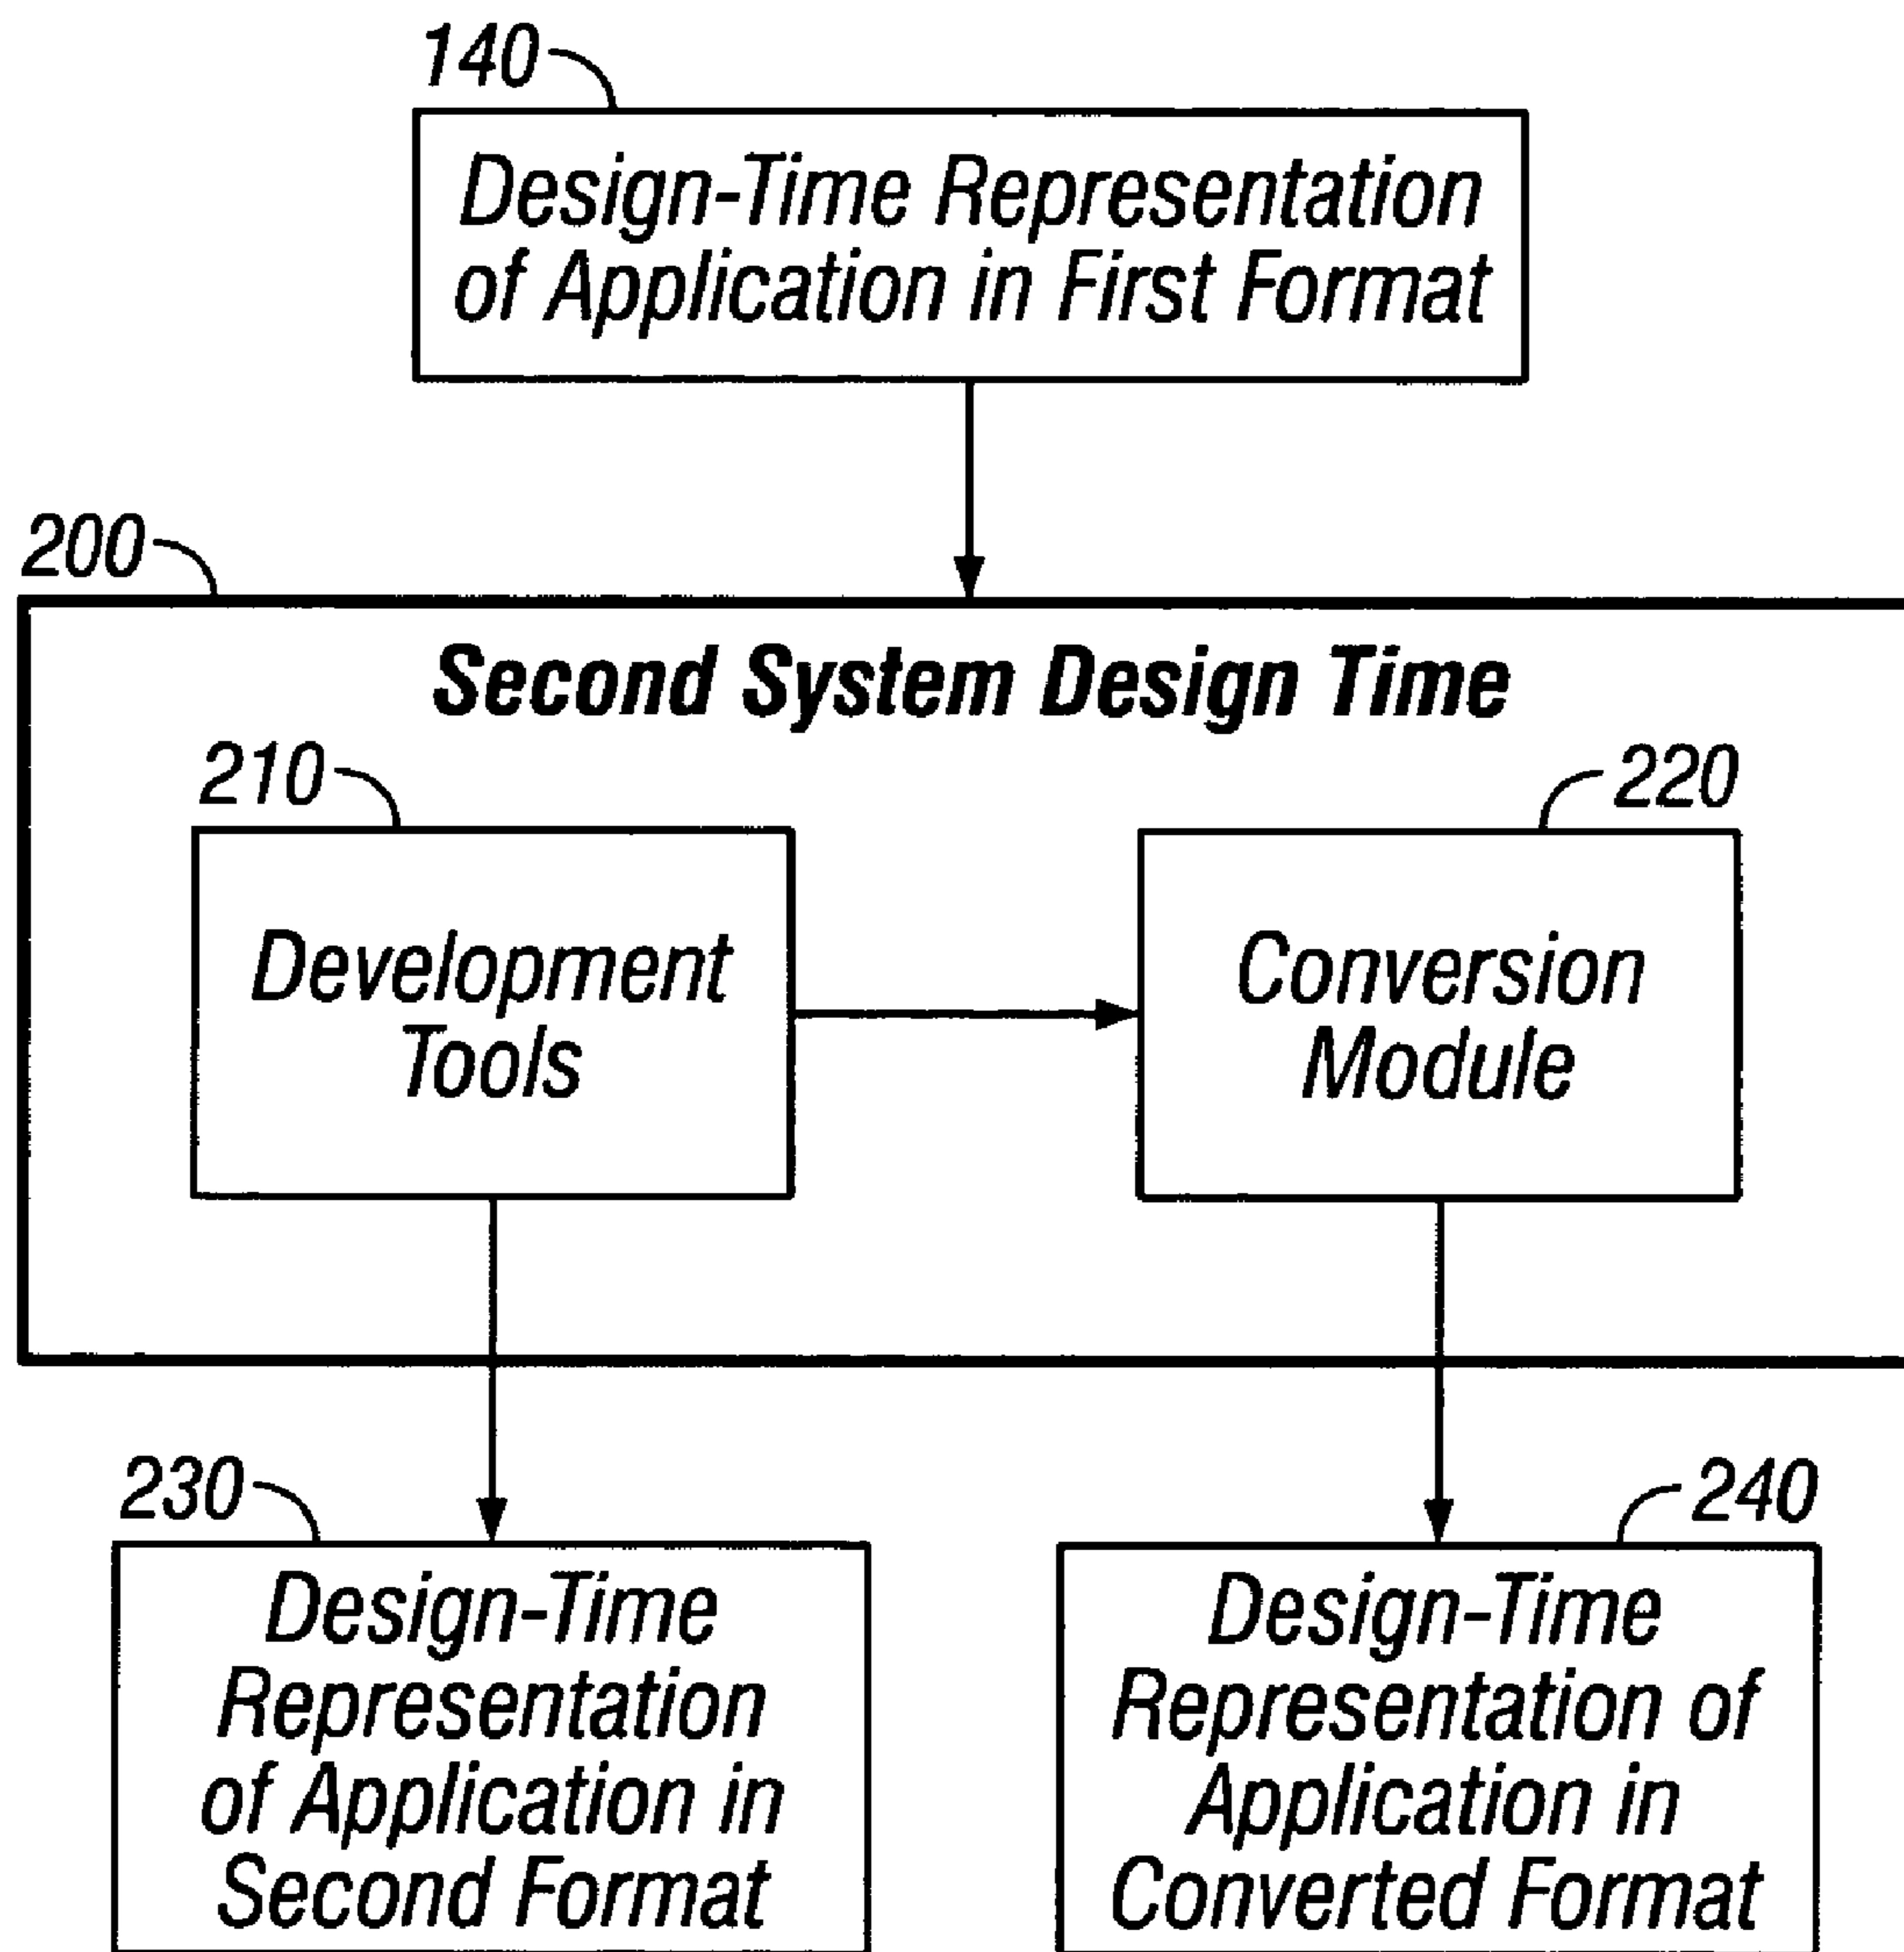 140
Design-Time Representation
of Application in First Format
200
Second System Design Time
210
220
Development
Tools
Conversion
Module
230
240
Design-Time
Representation
of Application in
Second Format
Design-Time
Representation of
Application in
Converted Format